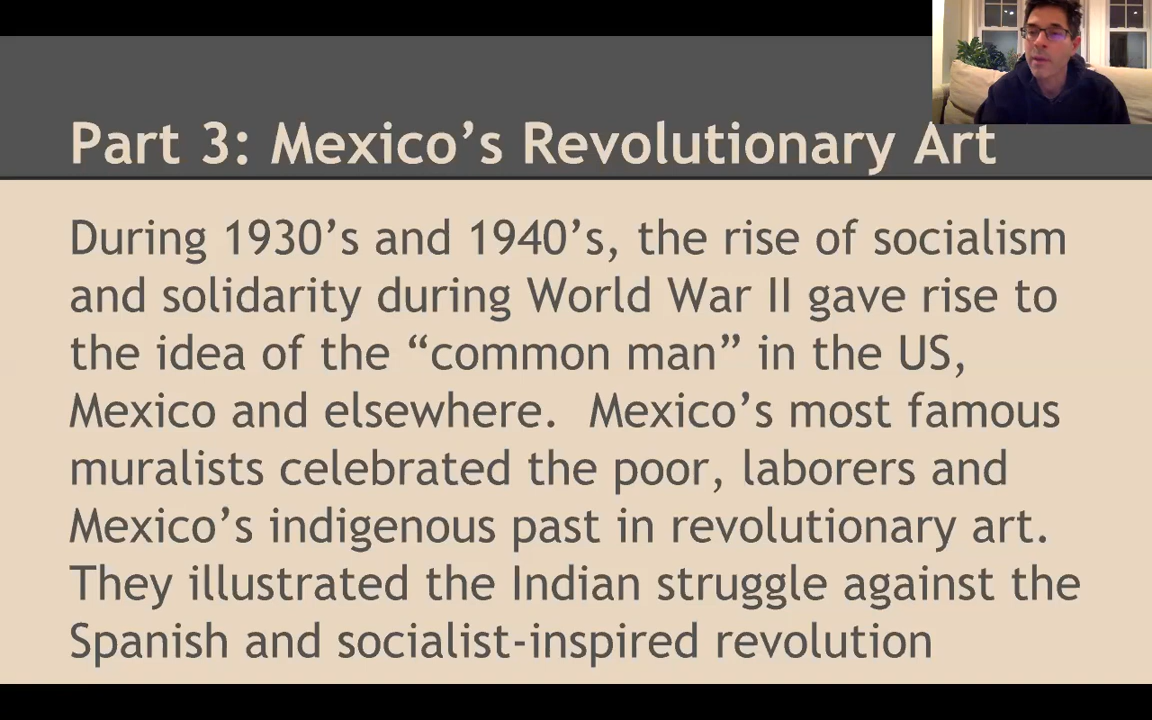 Part 3: Mexico’s Revolutionary Art
During 1930’s and 1940’s, the rise of socialism
and solidarity during World War II gave rise to
the idea of the “common man” in the US,
Mexico and elsewhere.  Mexico’s most famous
muralists celebrated the poor, laborers and
Mexico’s indigenous past in revolutionary art.
They illustrated the Indian struggle against the
Spanish and socialist-inspired revolution